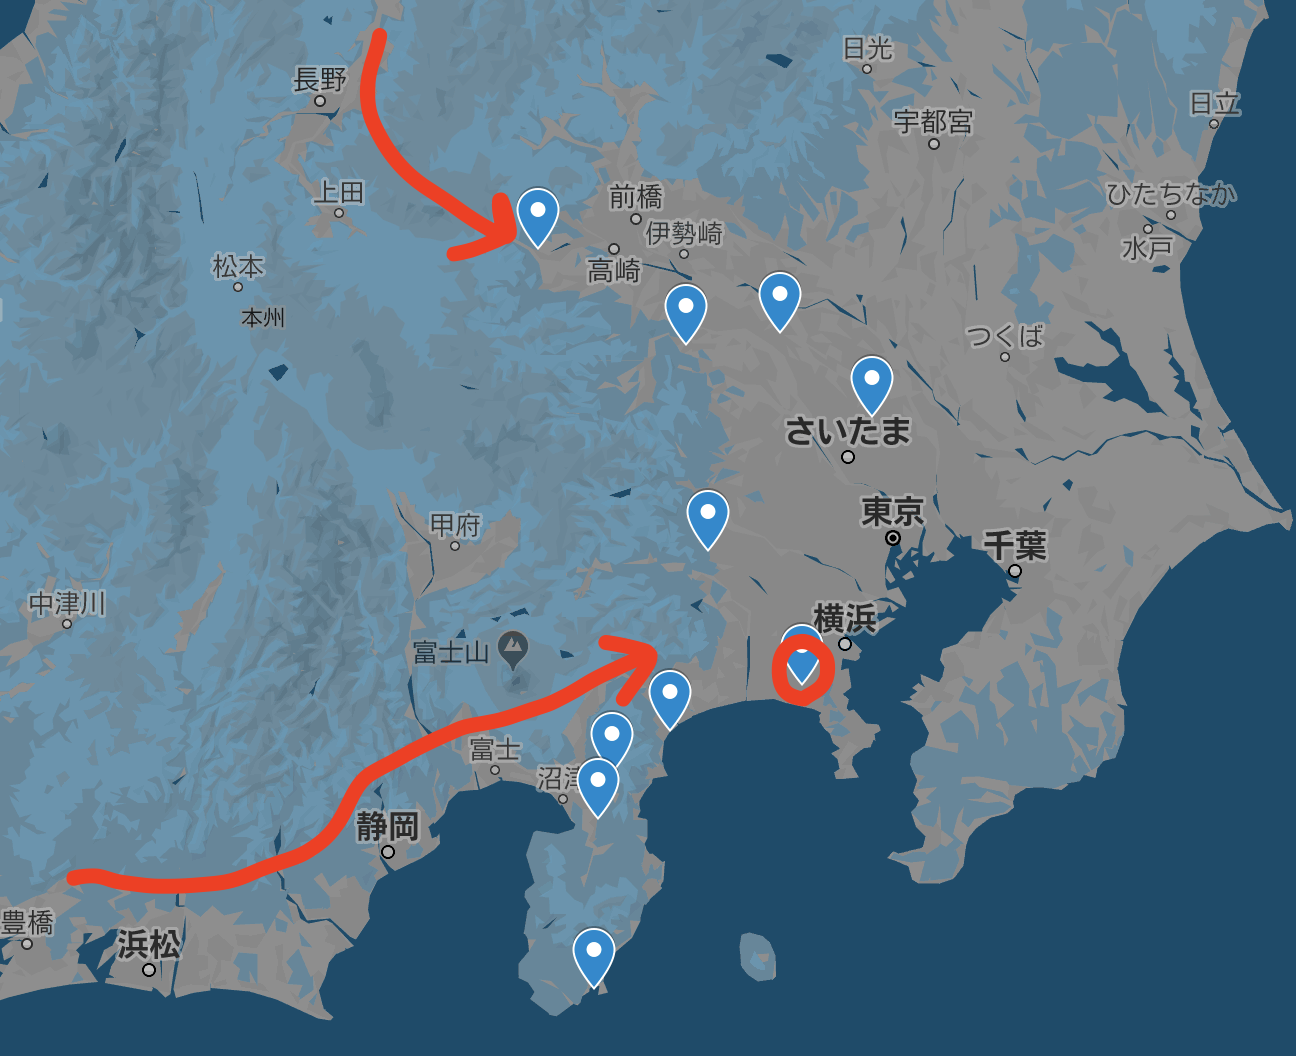 日光
長野
日立
宇都宮
上田
前橋
ひたちなか
伊勢崎
水戸
松本
高崎
本州
つくば
さいたま
東京
甲府
千葉
中津川
横浜
富士山
富士
沼津
静岡
豊橋
浜松